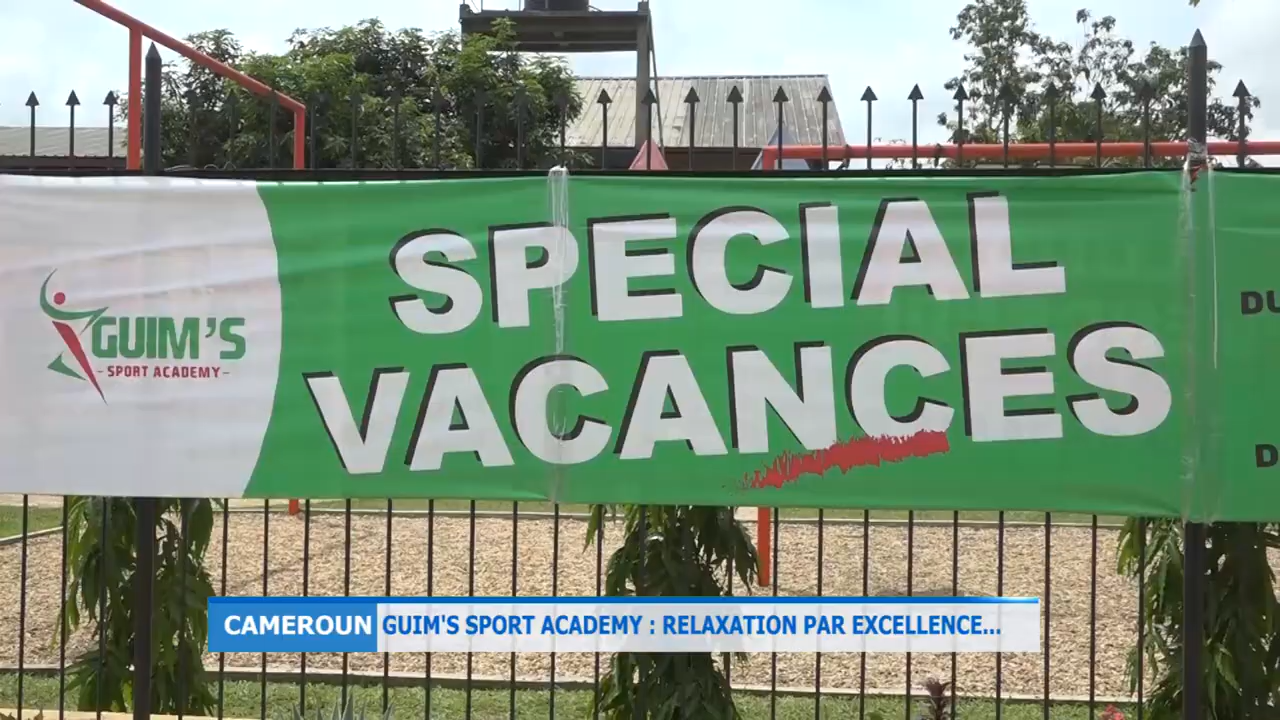 SPECIAL
VACANCES
GUIM'S
- SPORT ACADEMY -
CAMEROUN
GUIM'S SPORT ACADEMY : RELAXATION PAR EXCELLENCE...